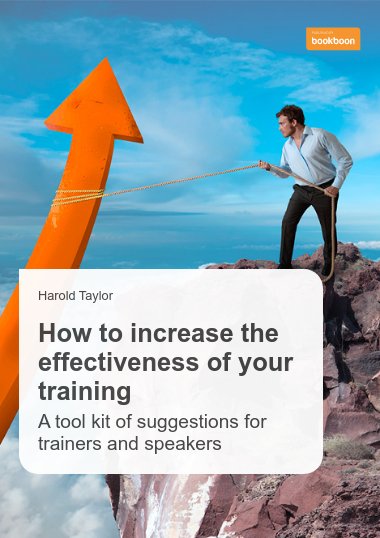 bookboon
Harold Taylor
How to increase the
effectiveness of your
training
A tool kit of suggestions for
trainers and speakers